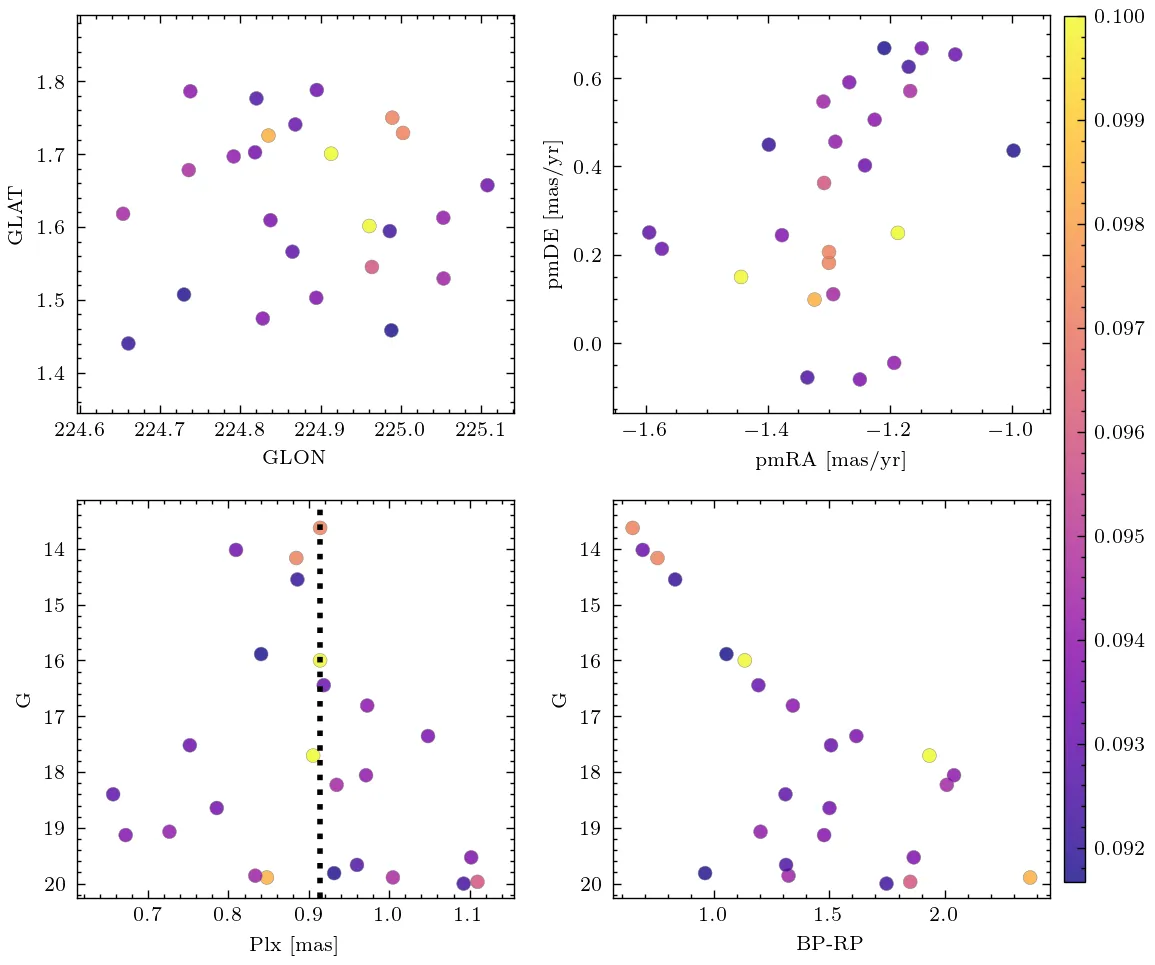 1.8
1.7
1.6
1.5
1.4
GLAT
224.6 224.7 224.8 224.9 225.0 225.1
GLON
0.6
0.4
0.2
0.0
pmDE [mas/yr]
−1.6 −1.4 −1.2 −1.0
pmRA [mas/yr]
0.100
0.099
0.098
0.097
0.096
0.095
0.094
0.093
0.092
14
15
16
17
18
19
20
G
0.7 0.8 0.9 1.0 1.1
Plx [mas]
14
15
16
17
18
19
20
G
1.0 1.5 2.0
BP-RP